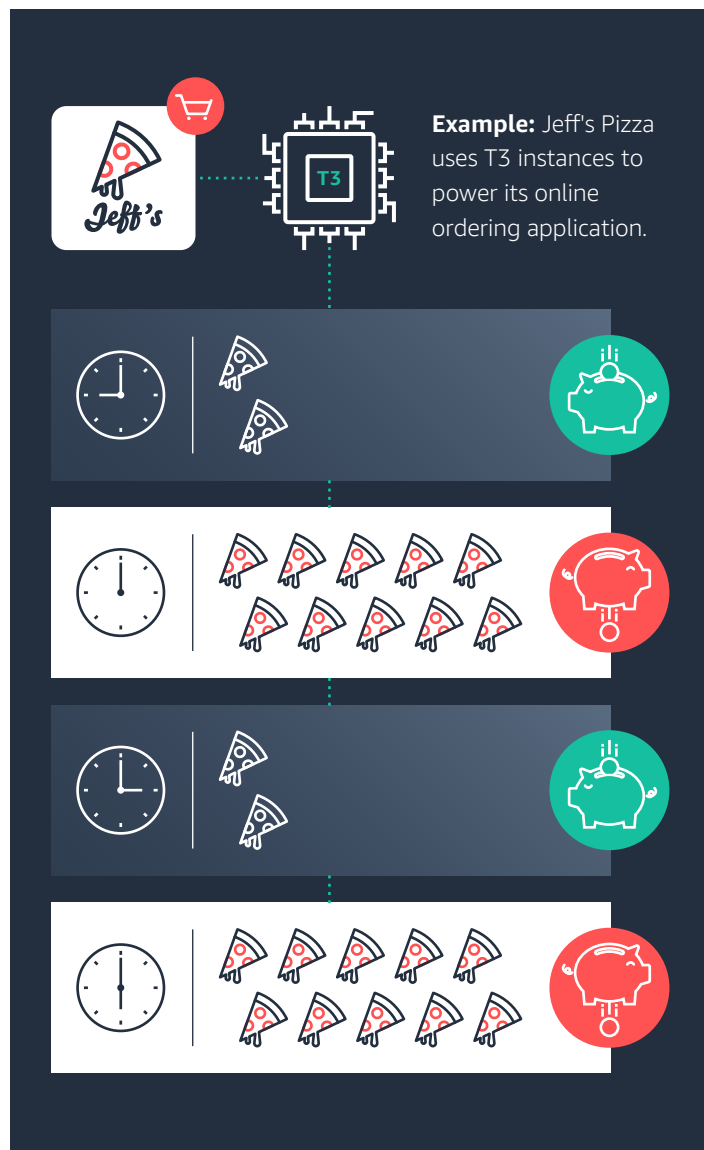 Jeff's
T3
Example: Jeff's Pizza
uses T3 instances to
power its online
ordering application.